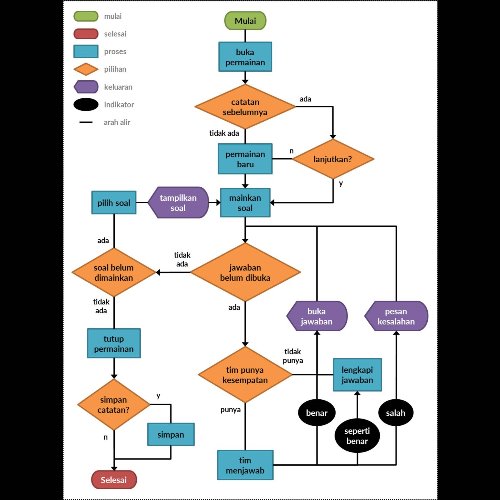 mulai
selesai
proses
pilihan
keluaran
indikator
arah alir
Mulai
buka
permainan
catatan
sebelumnya
ada
tidak ada
n
lanjutkan?
permainan
baru
y
pilih soal
tampilkan
soal
mainkan
soal
ada
soal belum
dimainkan
tidak
ada
jawaban
belum dibuka
tidak
ada
ada
buka
jawaban
pesan
kesalahan
tutup
permainan
tim punya
kesempatan
tidak
punya
lengkapi
jawaban
punya
simpan
catatan?
y
n
simpan
benar
seperti
benar
salah
tim
menjawab
Selesai